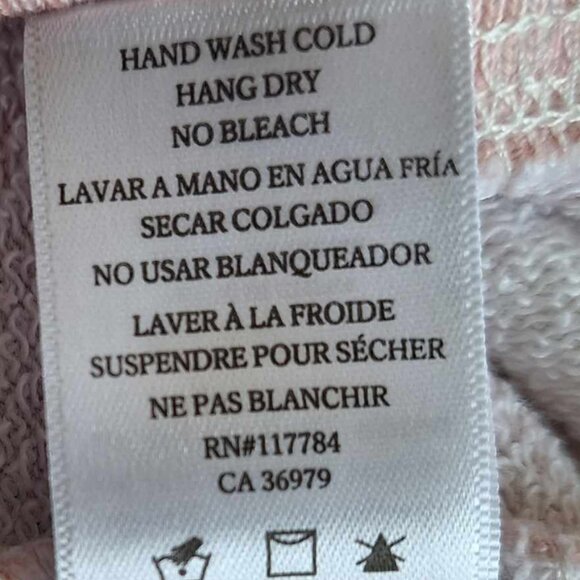 HAND WASH COLD
HANG DRY
NO BLEACH
LAVAR A MANO EN AGUA FRÍA
SECAR COLGADO
NO USAR BLANQUEADOR
LAVER À LA FROIDE
SUSPENDRE POUR SÉCHER
NE PAS BLANCHIR
RN#117784
CA 36979